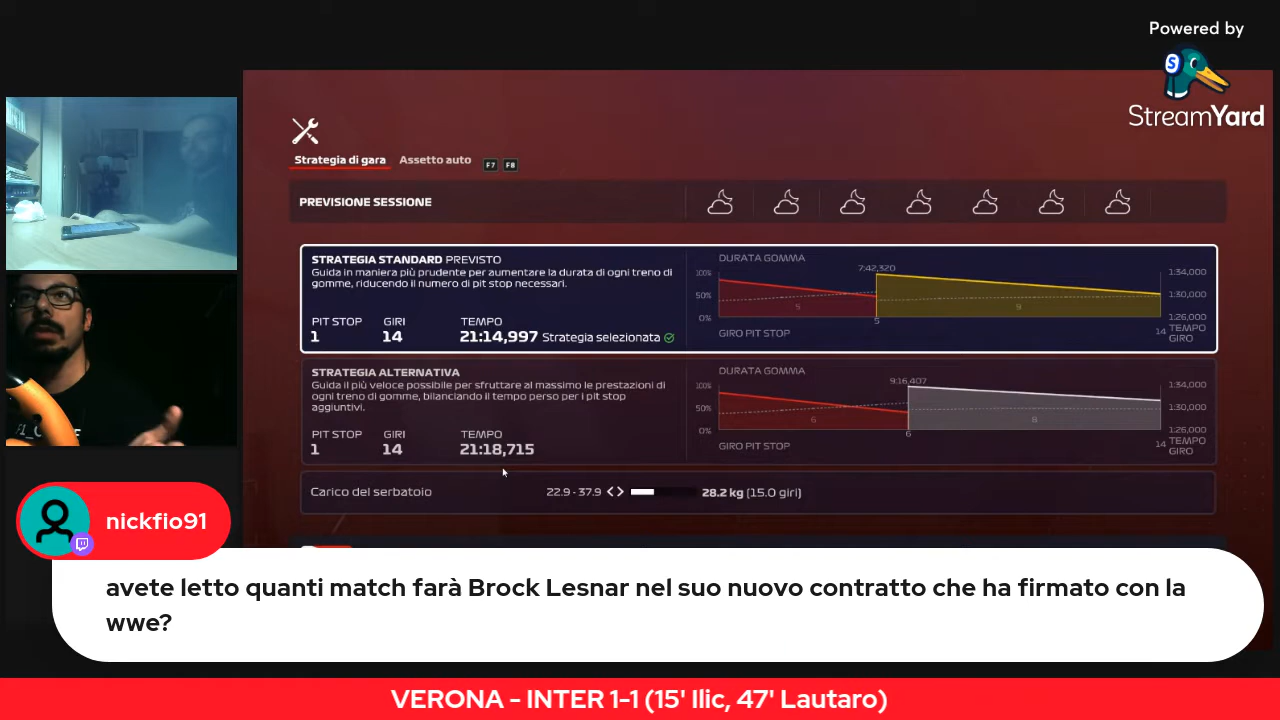 Powered by
StreamYard
Strategia di gara
Assetto auto
F7
F8
PREVISIONE SESSIONE
STRATEGIA STANDARD PREVISTO
Guida in maniera più prudente per aumentare la durata di ogni treno di
gomme, riducendo il numero di pit stop necessari.
PIT STOP GIRI TEMPO
1 14 21:14,997 Strategia selezionata
DURATA GOMMA
7:42,320
100%
50%
0%
5
9
1:34,000
1:30,000
1:26,000
5
14
GIRO PIT STOP
TEMPO
GIRO
STRATEGIA ALTERNATIVA
Guida il più veloce possibile per sfruttare al massimo le prestazioni di
ogni treno di gomme, bilanciando il tempo perso per i pit stop
aggiuntivi.
PIT STOP GIRI TEMPO
1 14 21:18,715
DURATA GOMMA
9:16,407
100%
50%
0%
6
8
1:34,000
1:30,000
1:26,000
6
14
GIRO PIT STOP
TEMPO
GIRO
Carico del serbatoio 22.9 - 37.9 28.2 kg (15.0 giri)
nickfio91
avete letto quanti match farà Brock Lesnar nel suo nuovo contratto che ha firmato con la
wwe?
VERONA - INTER 1-1 (15' Ilic, 47' Lautaro)